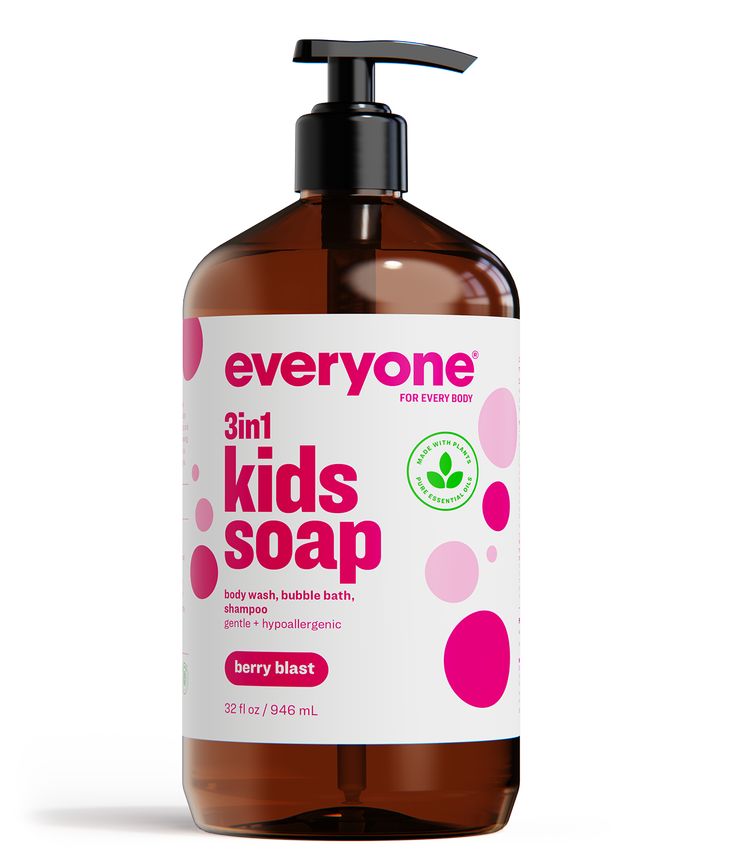 everyone®
FOR EVERY BODY
3in1
kids
soap
MADE WITH PLANTS
PURE ESSENTIAL OILS
body wash, bubble bath,
shampoo
gentle + hypoallergenic
berry blast
32 fl oz / 946 mL